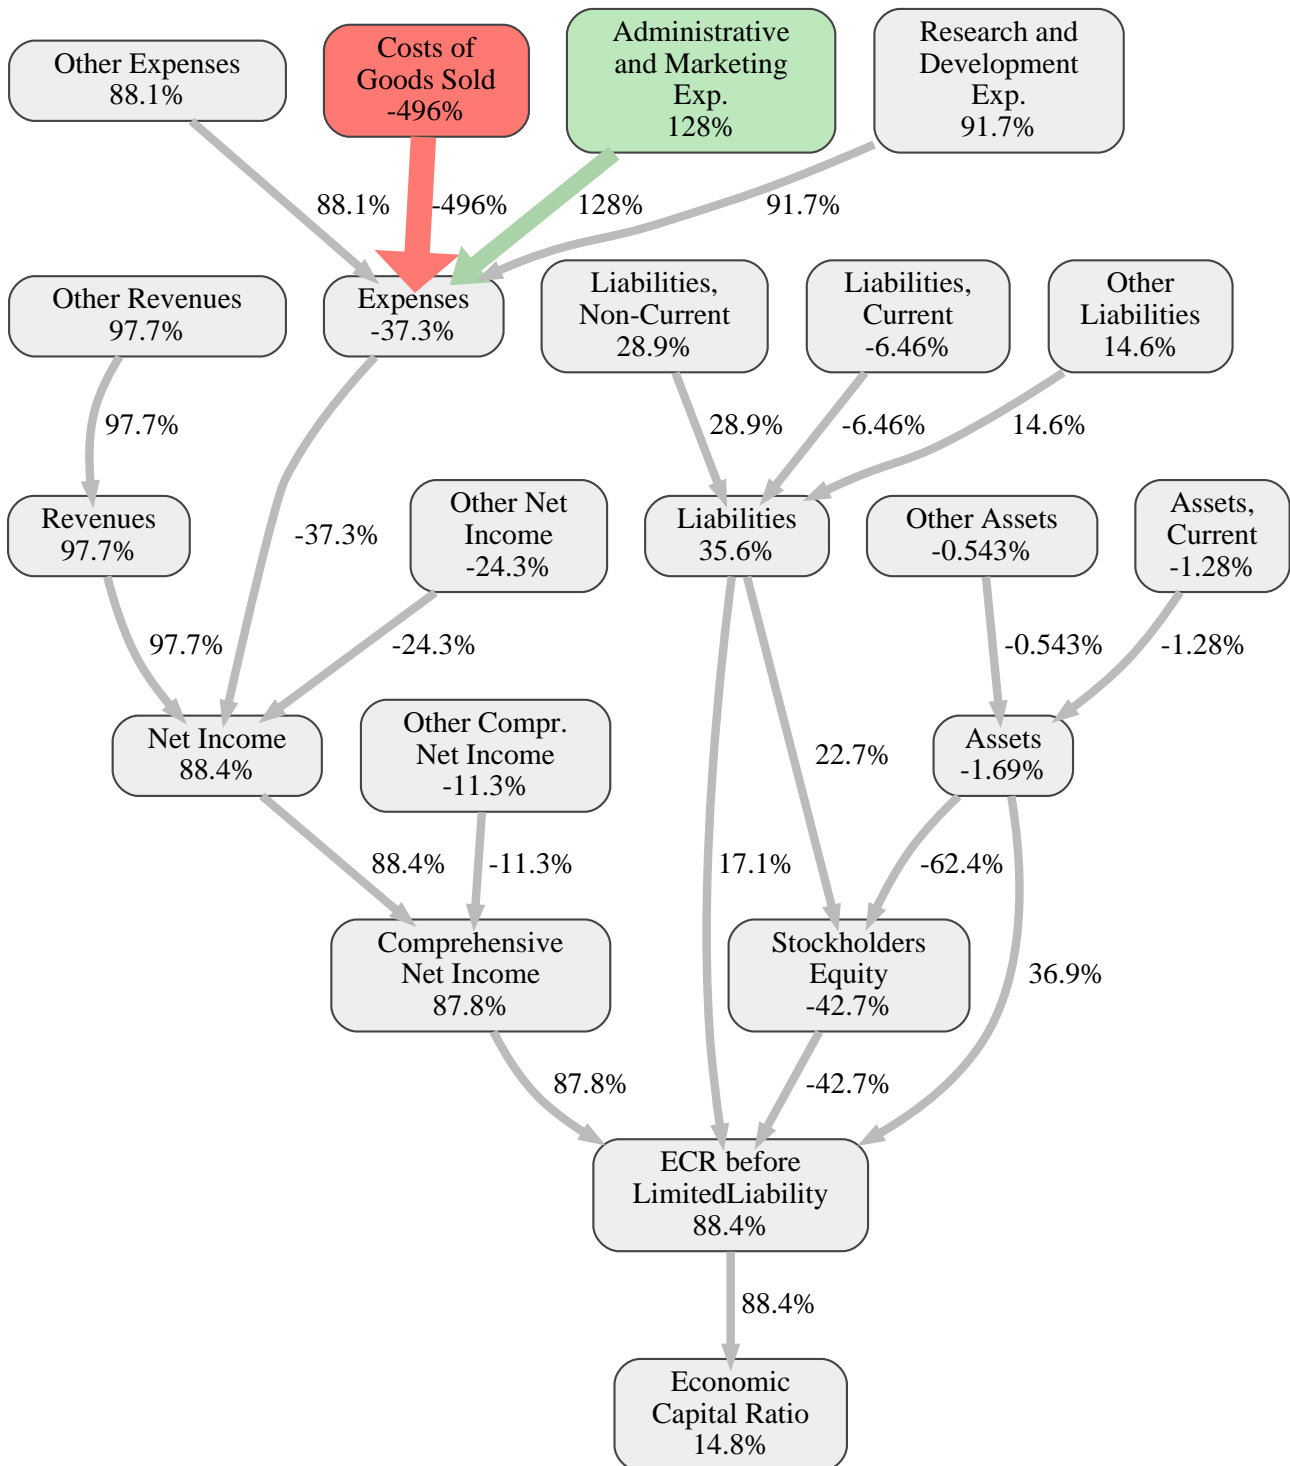 Other Expenses
88.1%
Costs of
Goods Sold
-496%
Administrative
and Marketing
Exp.
128%
Research and
Development
Exp.
91.7%
88.1%
-496%
128%
91.7%
Other Revenues
97.7%
Expenses
-37.3%
Liabilities,
Non-Current
28.9%
Liabilities,
Current
-6.46%
Other
Liabilities
14.6%
97.7%
28.9%
-6.46%
14.6%
Revenues
97.7%
-37.3%
Other Net
Income
-24.3%
Liabilities
35.6%
Other Assets
-0.543%
Assets,
Current
-1.28%
97.7%
-24.3%
-0.543%
-1.28%
Net Income
88.4%
Other Compr.
Net Income
-11.3%
22.7%
Assets
-1.69%
88.4%
-11.3%
17.1%
-62.4%
Comprehensive
Net Income
87.8%
Stockholders
Equity
-42.7%
36.9%
87.8%
-42.7%
ECR before
LimitedLiability
88.4%
88.4%
Economic
Capital Ratio
14.8%